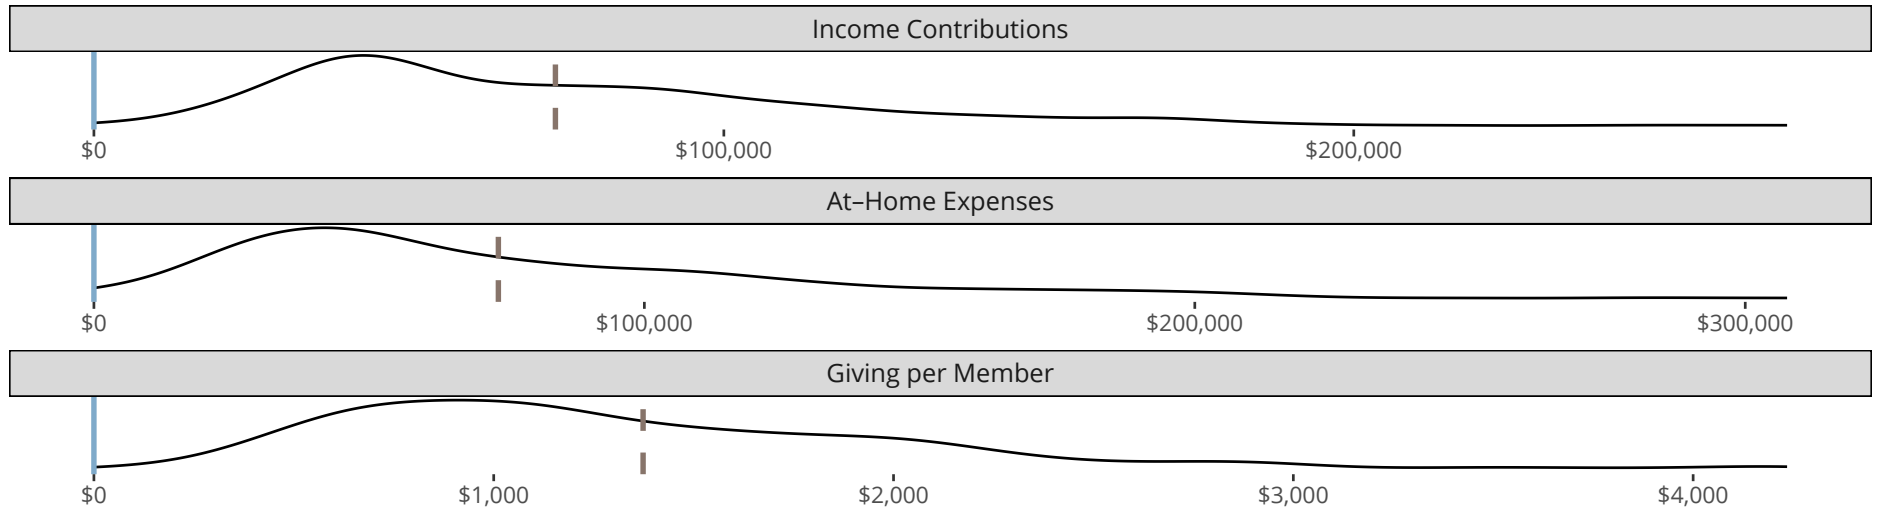 Income Contributions
$0 $100,000 $200,000
At–Home Expenses
$0 $100,000 $200,000 $300,000
Giving per Member
$0 $1,000 $2,000 $3,000 $4,000